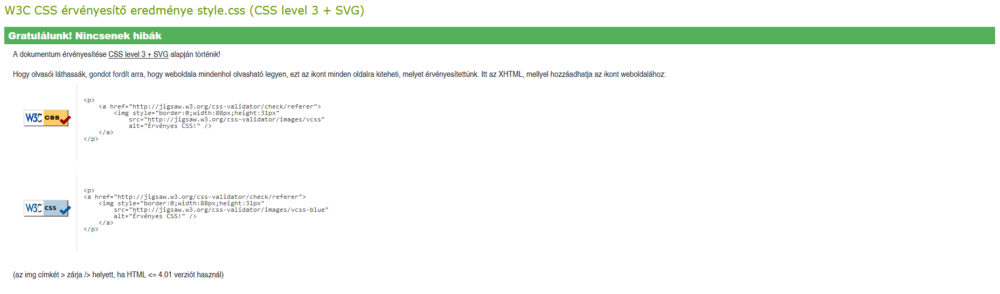 W3C CSS érvényesítő eredménye style.css (CSS level 3 + SVG)
Gratulálunk! Nincsenek hibák
A dokumentum érvényesítése CSS level 3 + SVG alapján történik!
Hogy olvasói láthassák, gondot fordít arra, hogy weboldala mindenhol olvasható legyen, ezt az ikont minden oldalra kiteheti, melyet érvényesítettünk. Itt az XHTML, mellyel hozzáadhatja az ikont weboldalához:
W3C css
<p>
<a href="http://jigsaw.w3.org/css-validator/check/referer">
<img style="border:0;width:88px;height:31px"
src="http://jigsaw.w3.org/css-validator/images/vcss"
alt="Érvényes CSS!" />
</a>
</p>
W3C css
<p>
<a href="http://jigsaw.w3.org/css-validator/check/referer">
<img style="border:0;width:88px;height:31px"
src="http://jigsaw.w3.org/css-validator/images/vcss-blue"
alt="Érvényes CSS!" />
</a>
</p>
(az img címkét > zárja /> helyett, ha HTML <= 4.01 verziót használ)